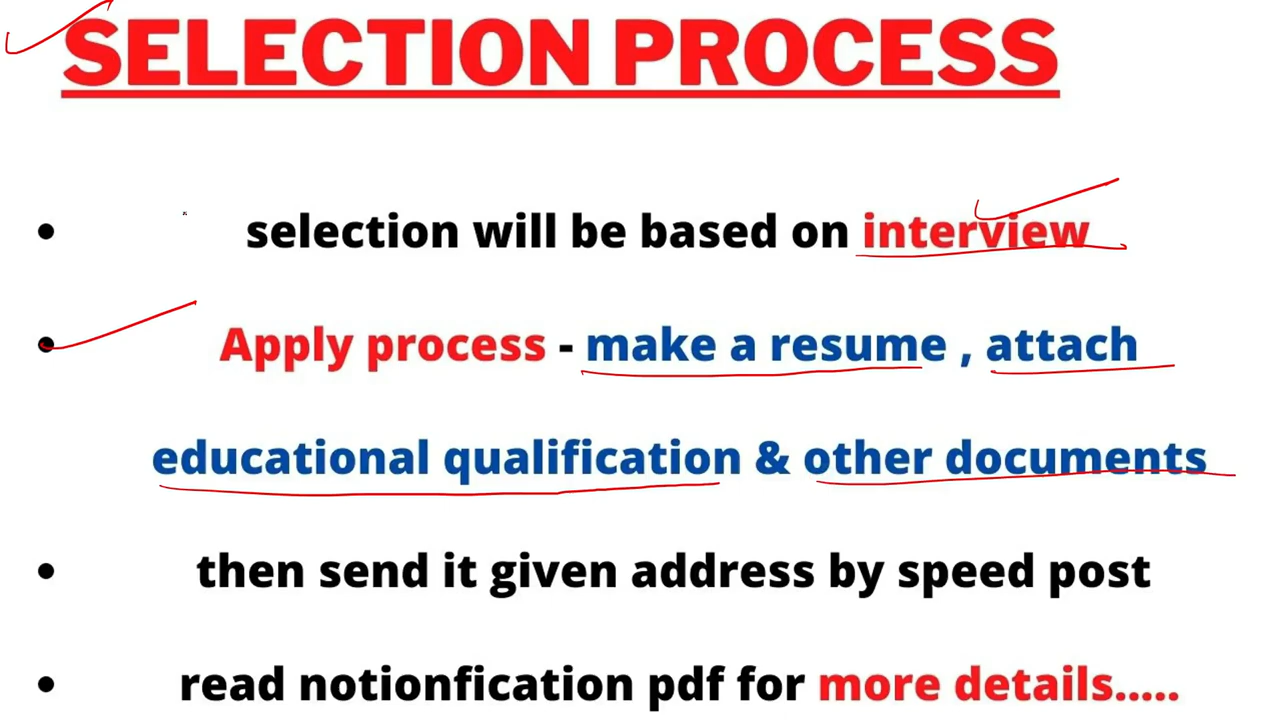 SELECTION PROCESS
• selection will be based on interview
• Apply process - make a resume , attach
educational qualification & other documents
• then send it given address by speed post
• read notionfication pdf for more details.....